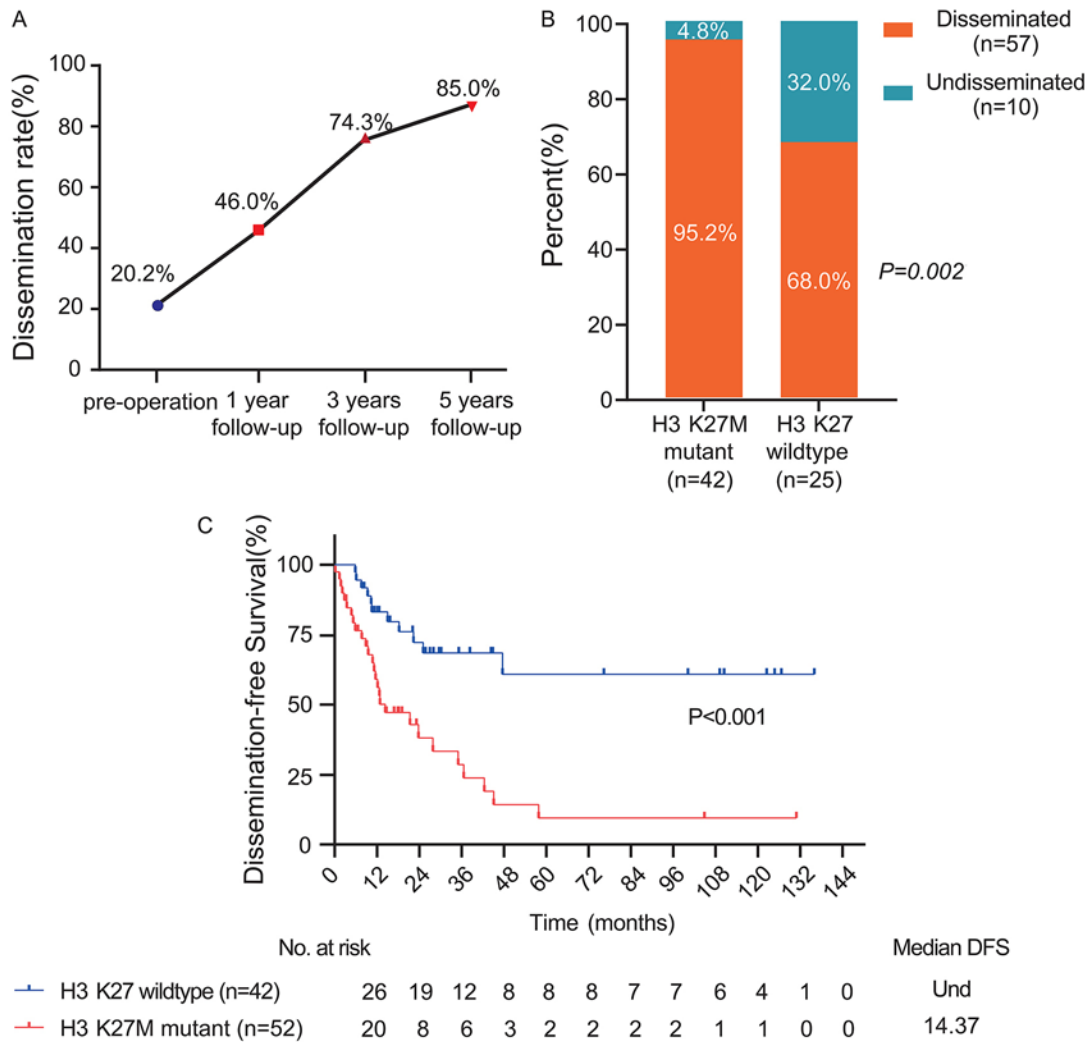 A
Dissemination rate(%)
100
80
60
40
20
0
20.2%
46.0%
74.3%
85.0%
pre-operation
1 year
follow-up
3 years
follow-up
5 years
follow-up
B
Percent(%)
100
80
60
40
20
0
4.8%
95.2%
32.0%
68.0%
Disseminated
(n=57)
Undisseminated
(n=10)
P=0.002
H3 K27M
mutant
(n=42)
H3 K27
wildtype
(n=25)
C
Dissemination-free Survival(%)
100
75
50
25
0
P<0.001
0 12 24 36 48 60 72 84 96 108 120 132 144
Time (months)
No. at risk Median DFS
H3 K27 wildtype (n=42) 26 19 12 8 8 8 7 7 6 4 1 0 Und
H3 K27M mutant (n=52) 20 8 6 3 2 2 2 2 1 1 0 0 14.37